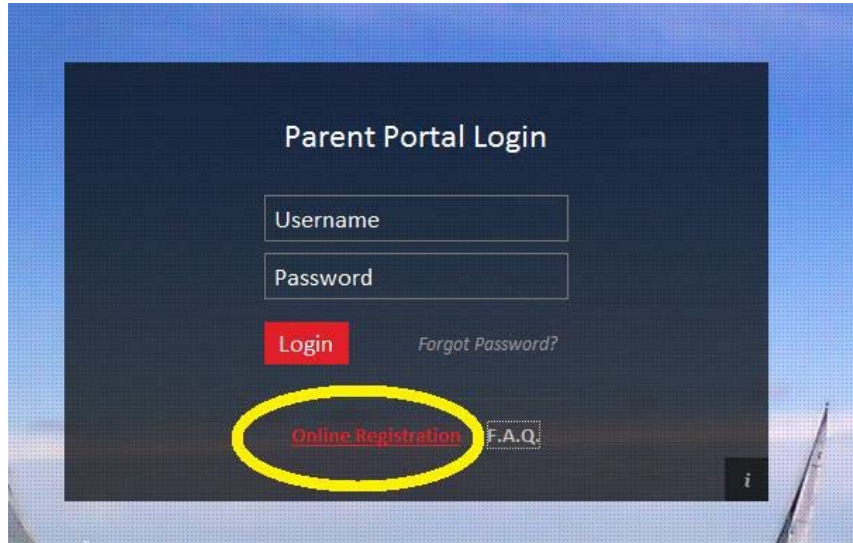 Parent Portal Login
Username
Password
Login Forgot Password?
Online Registration F.A.Q.
i